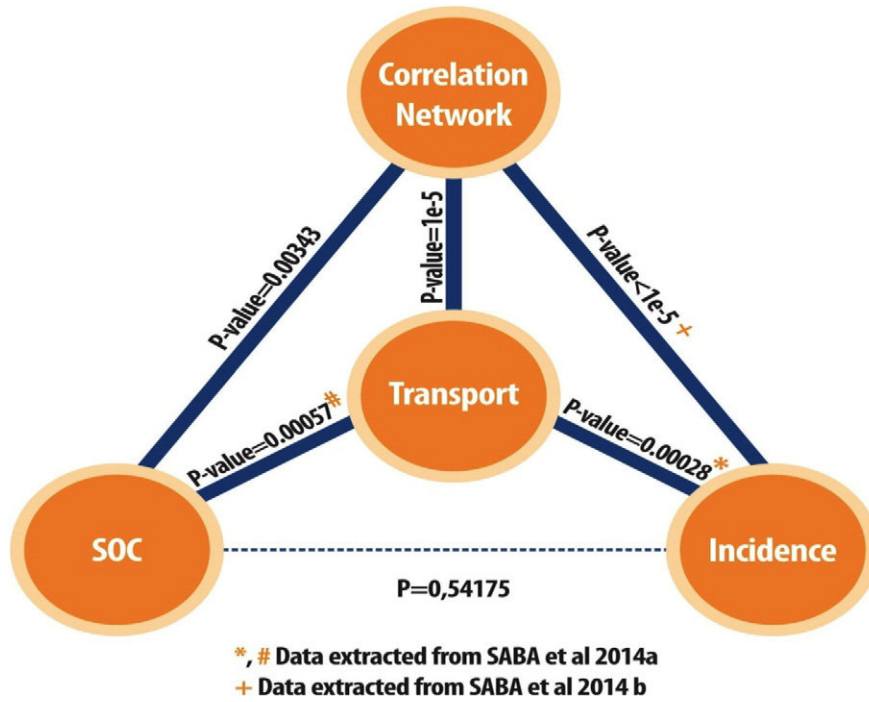 Correlation
Network
P-value=0.00343
P-value=1e-5
P-value<1e-5 +
Transport
P-value=0.00057#
P-value=0.00028 *
SOC
Incidence
P=0,54175
*, # Data extracted from SABA et al 2014a
+ Data extracted from SABA et al 2014 b